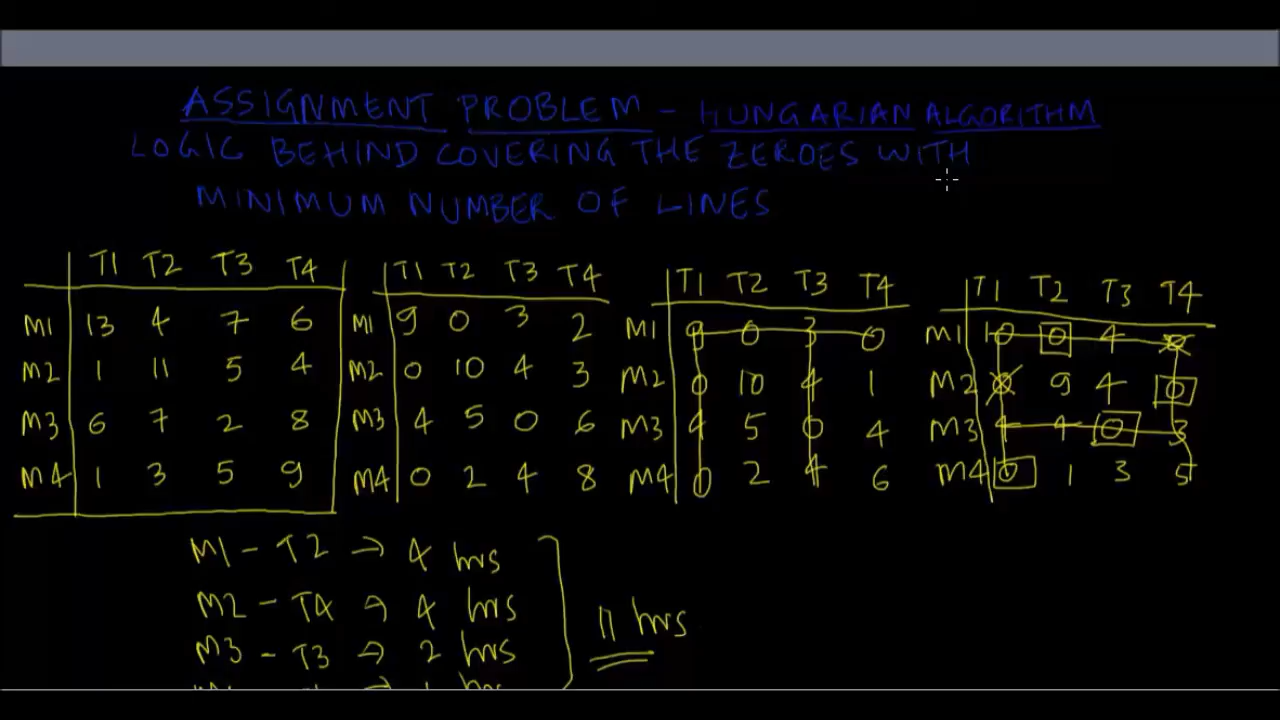 ASSIGNMENT PROBLEM - HUNGARIAN ALGORITHM
LOGIC BEHIND COVERING THE ZEROES WITH
MINIMUM NUMBER OF LINES
T1 T2 T3 T4
M1 13 4 7 6
M2 1 11 5 4
M3 6 7 2 8
M4 1 3 5 9
T1 T2 T3 T4
M1 9 0 3 2
M2 0 10 4 3
M3 4 5 0 6
M4 0 2 4 8
T1 T2 T3 T4
M1 9 0 3 0
M2 0 10 4 1
M3 4 5 0 4
M4 0 2 4 6
T1 T2 T3 T4
M1 10 0 4 0
M2 0 9 4 0
M3 4 4 0 3
M4 0 1 3 5
M1 - T2 → 4 hrs
M2 - T4 → 4 hrs
M3 - T3 → 2 hrs
11 hrs